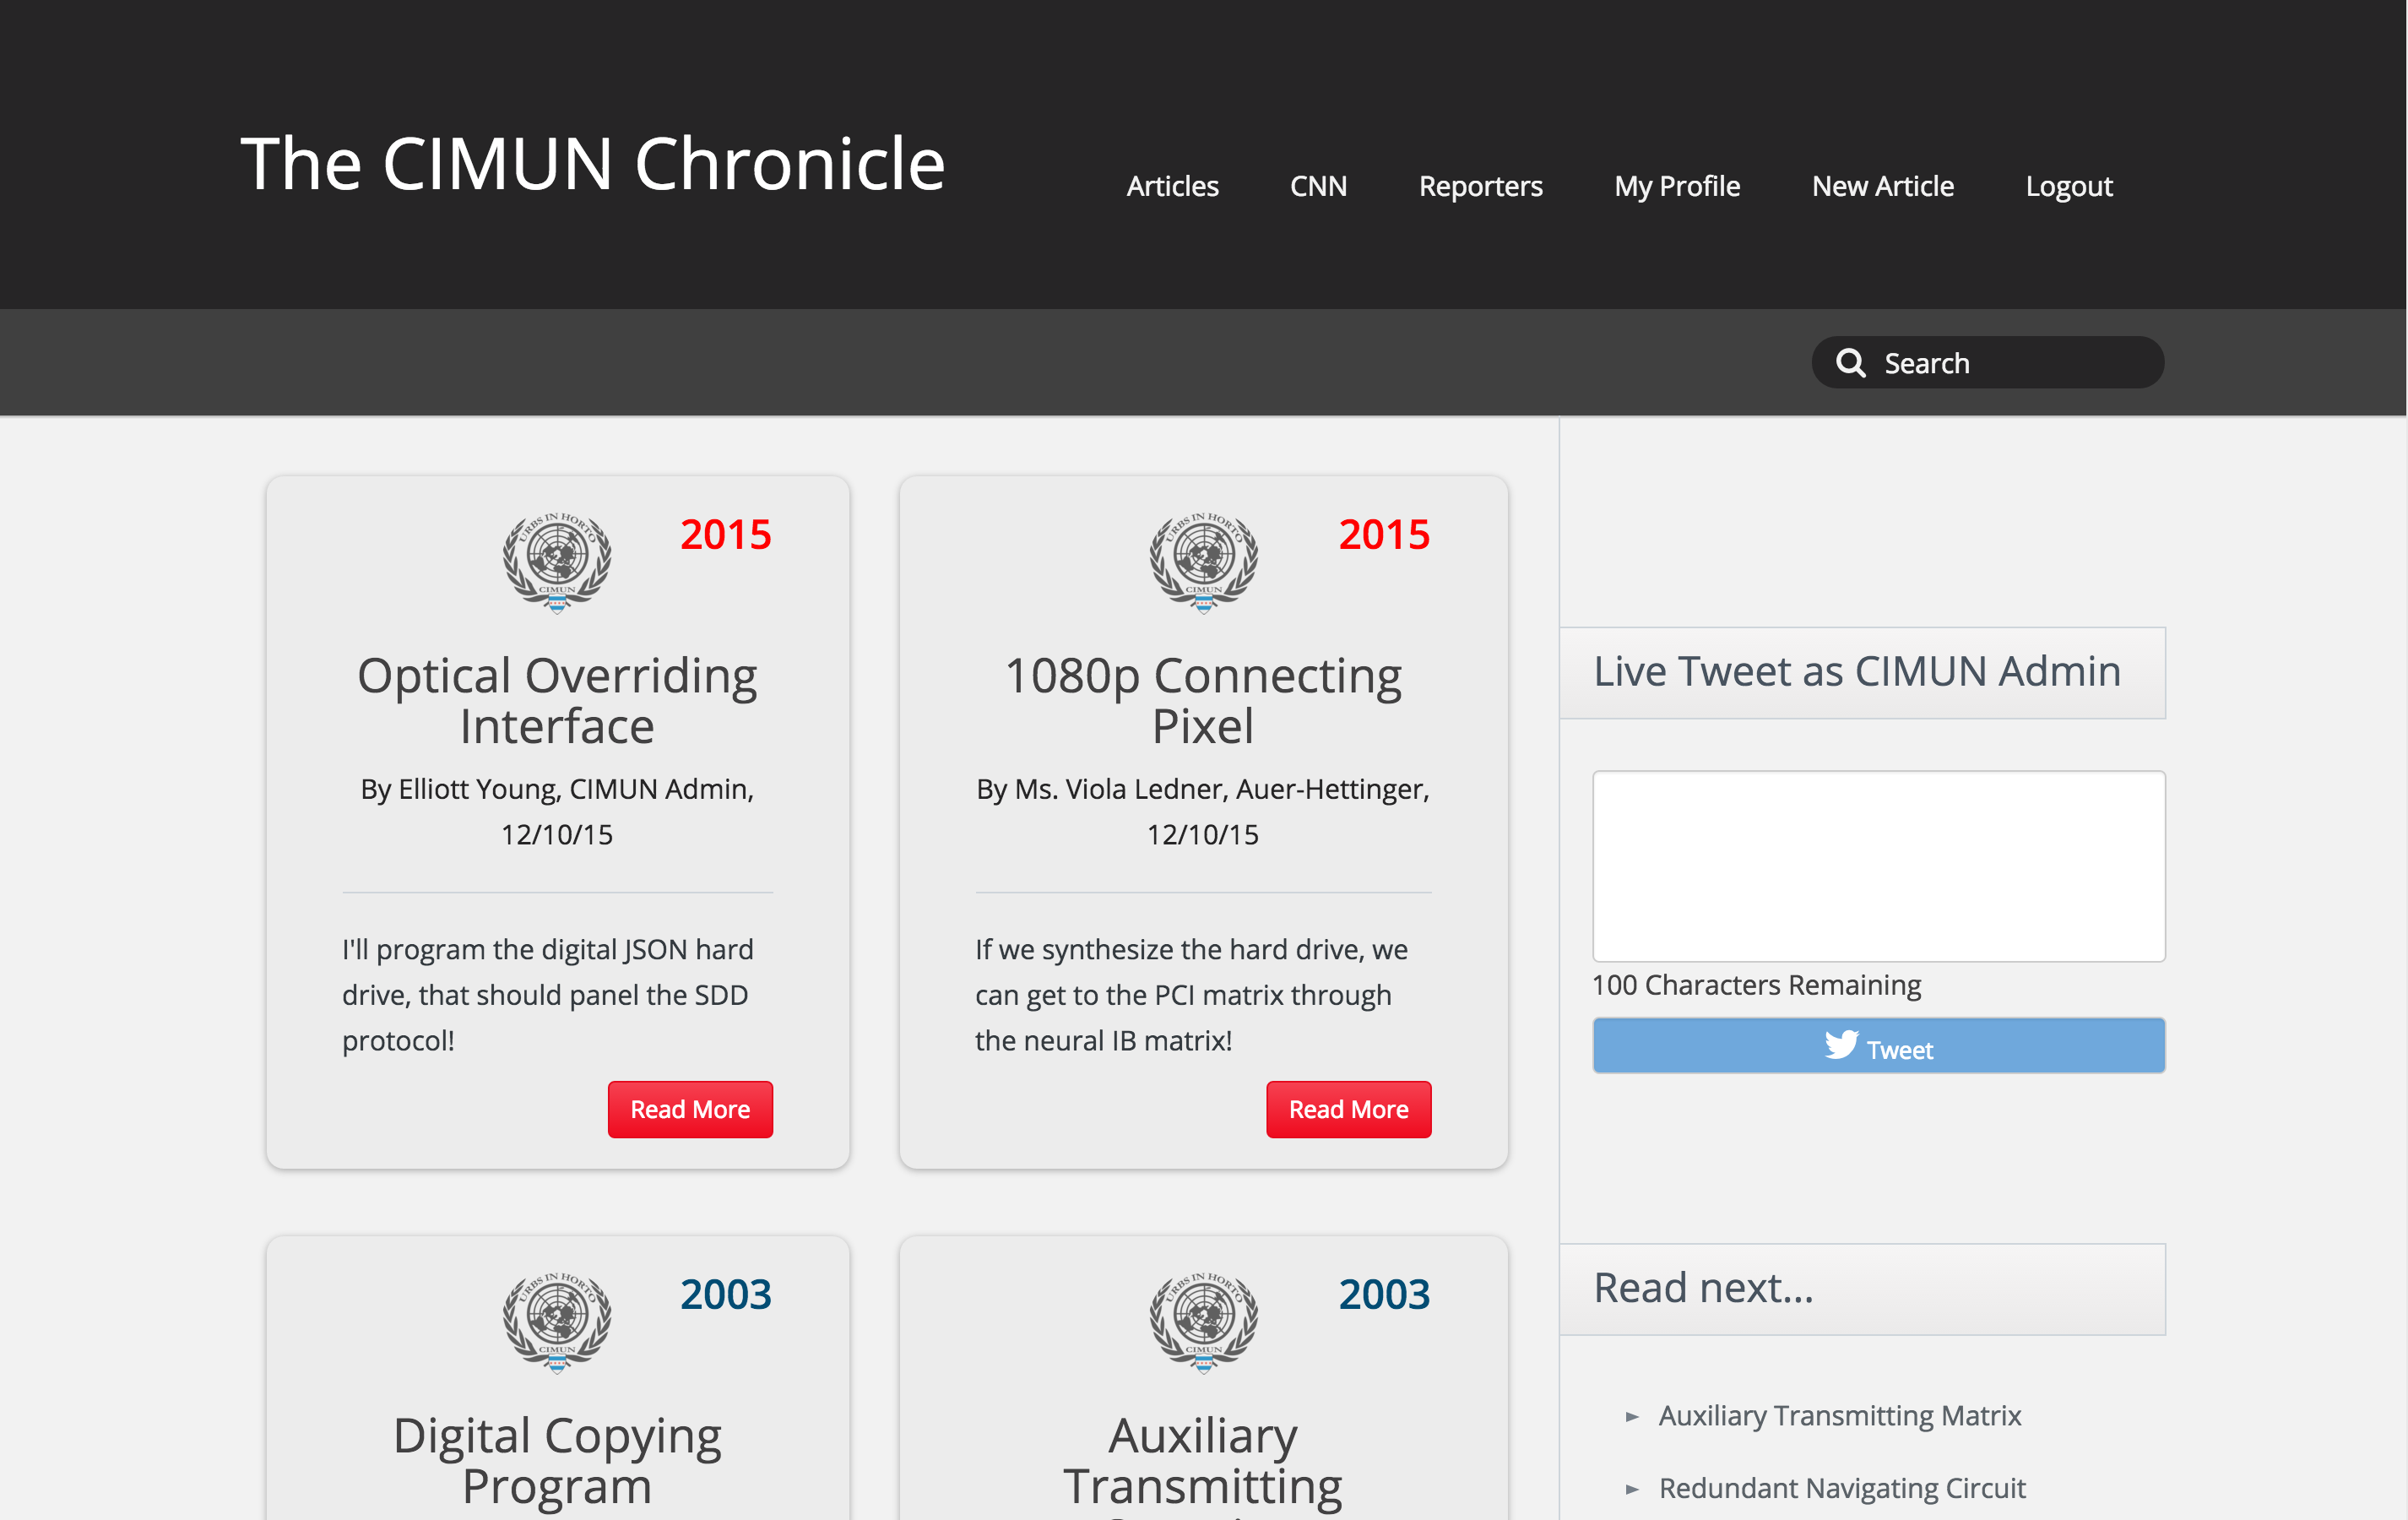 The CIMUN Chronicle
Articles CNN Reporters My Profile New Article Logout
Search
URBS IN HORTO
CIMUN
2015
Optical Overriding
Interface
By Elliott Young, CIMUN Admin,
12/10/15
I'll program the digital JSON hard
drive, that should panel the SDD
protocol!
Read More
URBS IN HORTO
CIMUN
2015
1080p Connecting
Pixel
By Ms. Viola Ledner, Auer-Hettinger,
12/10/15
If we synthesize the hard drive, we
can get to the PCI matrix through
the neural IB matrix!
Read More
URBS IN HORTO
CIMUN
2003
Digital Copying
Program
URBS IN HORTO
CIMUN
2003
Auxiliary
Transmitting
Live Tweet as CIMUN Admin
100 Characters Remaining
Tweet
Read next...
► Auxiliary Transmitting Matrix
► Redundant Navigating Circuit